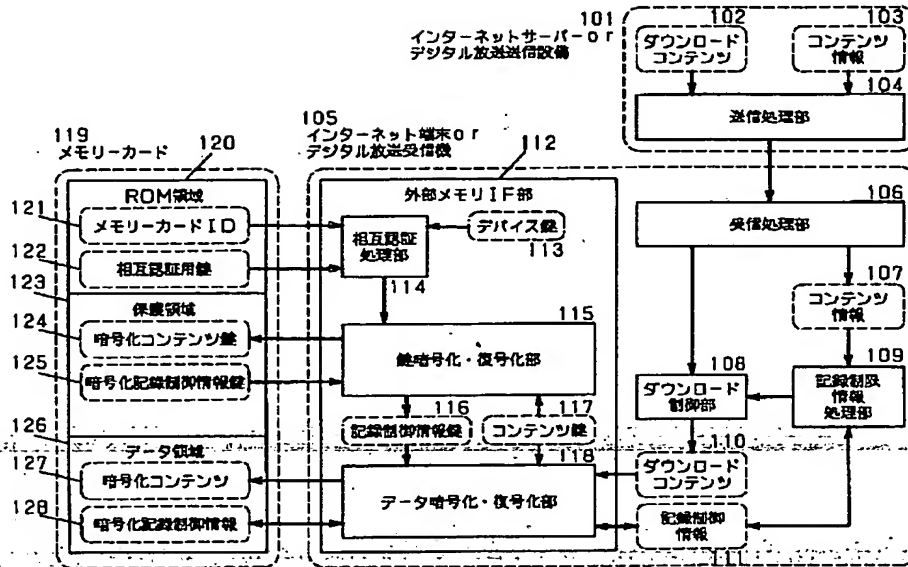 101
インターネットサーバーor
デジタル放送送信設備
102
ダウンロード
コンテンツ
103
コンテンツ
情報
104
送信処理部
105
インターネット端末or
デジタル放送受信機
106
受信処理部
107
コンテンツ
情報
108
ダウンロード
制御部
109
記録制限
情報
処理部
110
ダウンロード
コンテンツ
記録制御
情報
111
112
外部メモリIF部
デバイス鍵
113
相互認証
処理部
114
115
鍵暗号化・復号化部
116
記録制御情報鍵
117
コンテンツ鍵
118
データ暗号化・復号化部
119
メモリーカード
120
ROM領域
121
メモリーカードID
122
相互認証用鍵
123
保護領域
124
暗号化コンテンツ鍵
125
暗号化記録制御情報鍵
126
データ領域
127
暗号化コンテンツ
128
暗号化記録制御情報